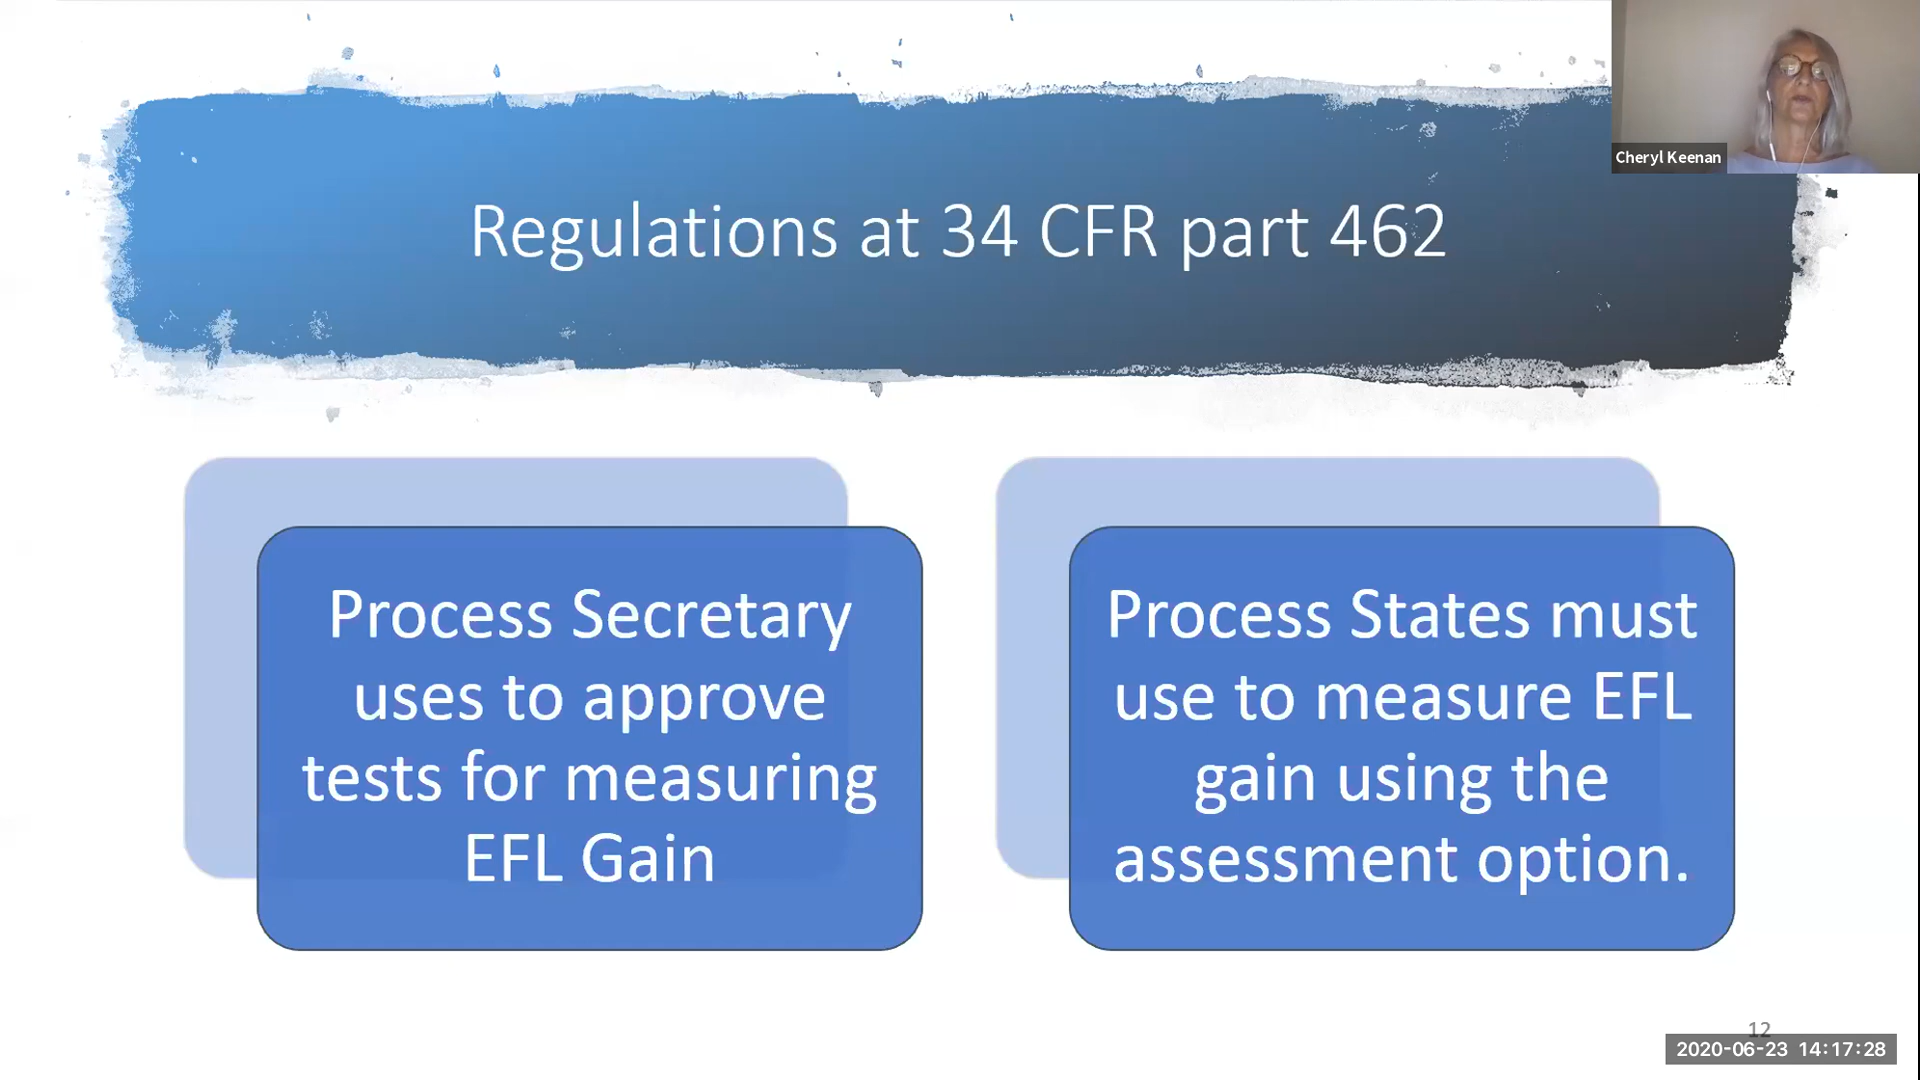 Cheryl Keenan
Regulations at 34 CFR part 462
Process Secretary
uses to approve
tests for measuring
EFL Gain
Process States must
use to measure EFL
gain using the
assessment option.
12
2020-06-23 14:17:28